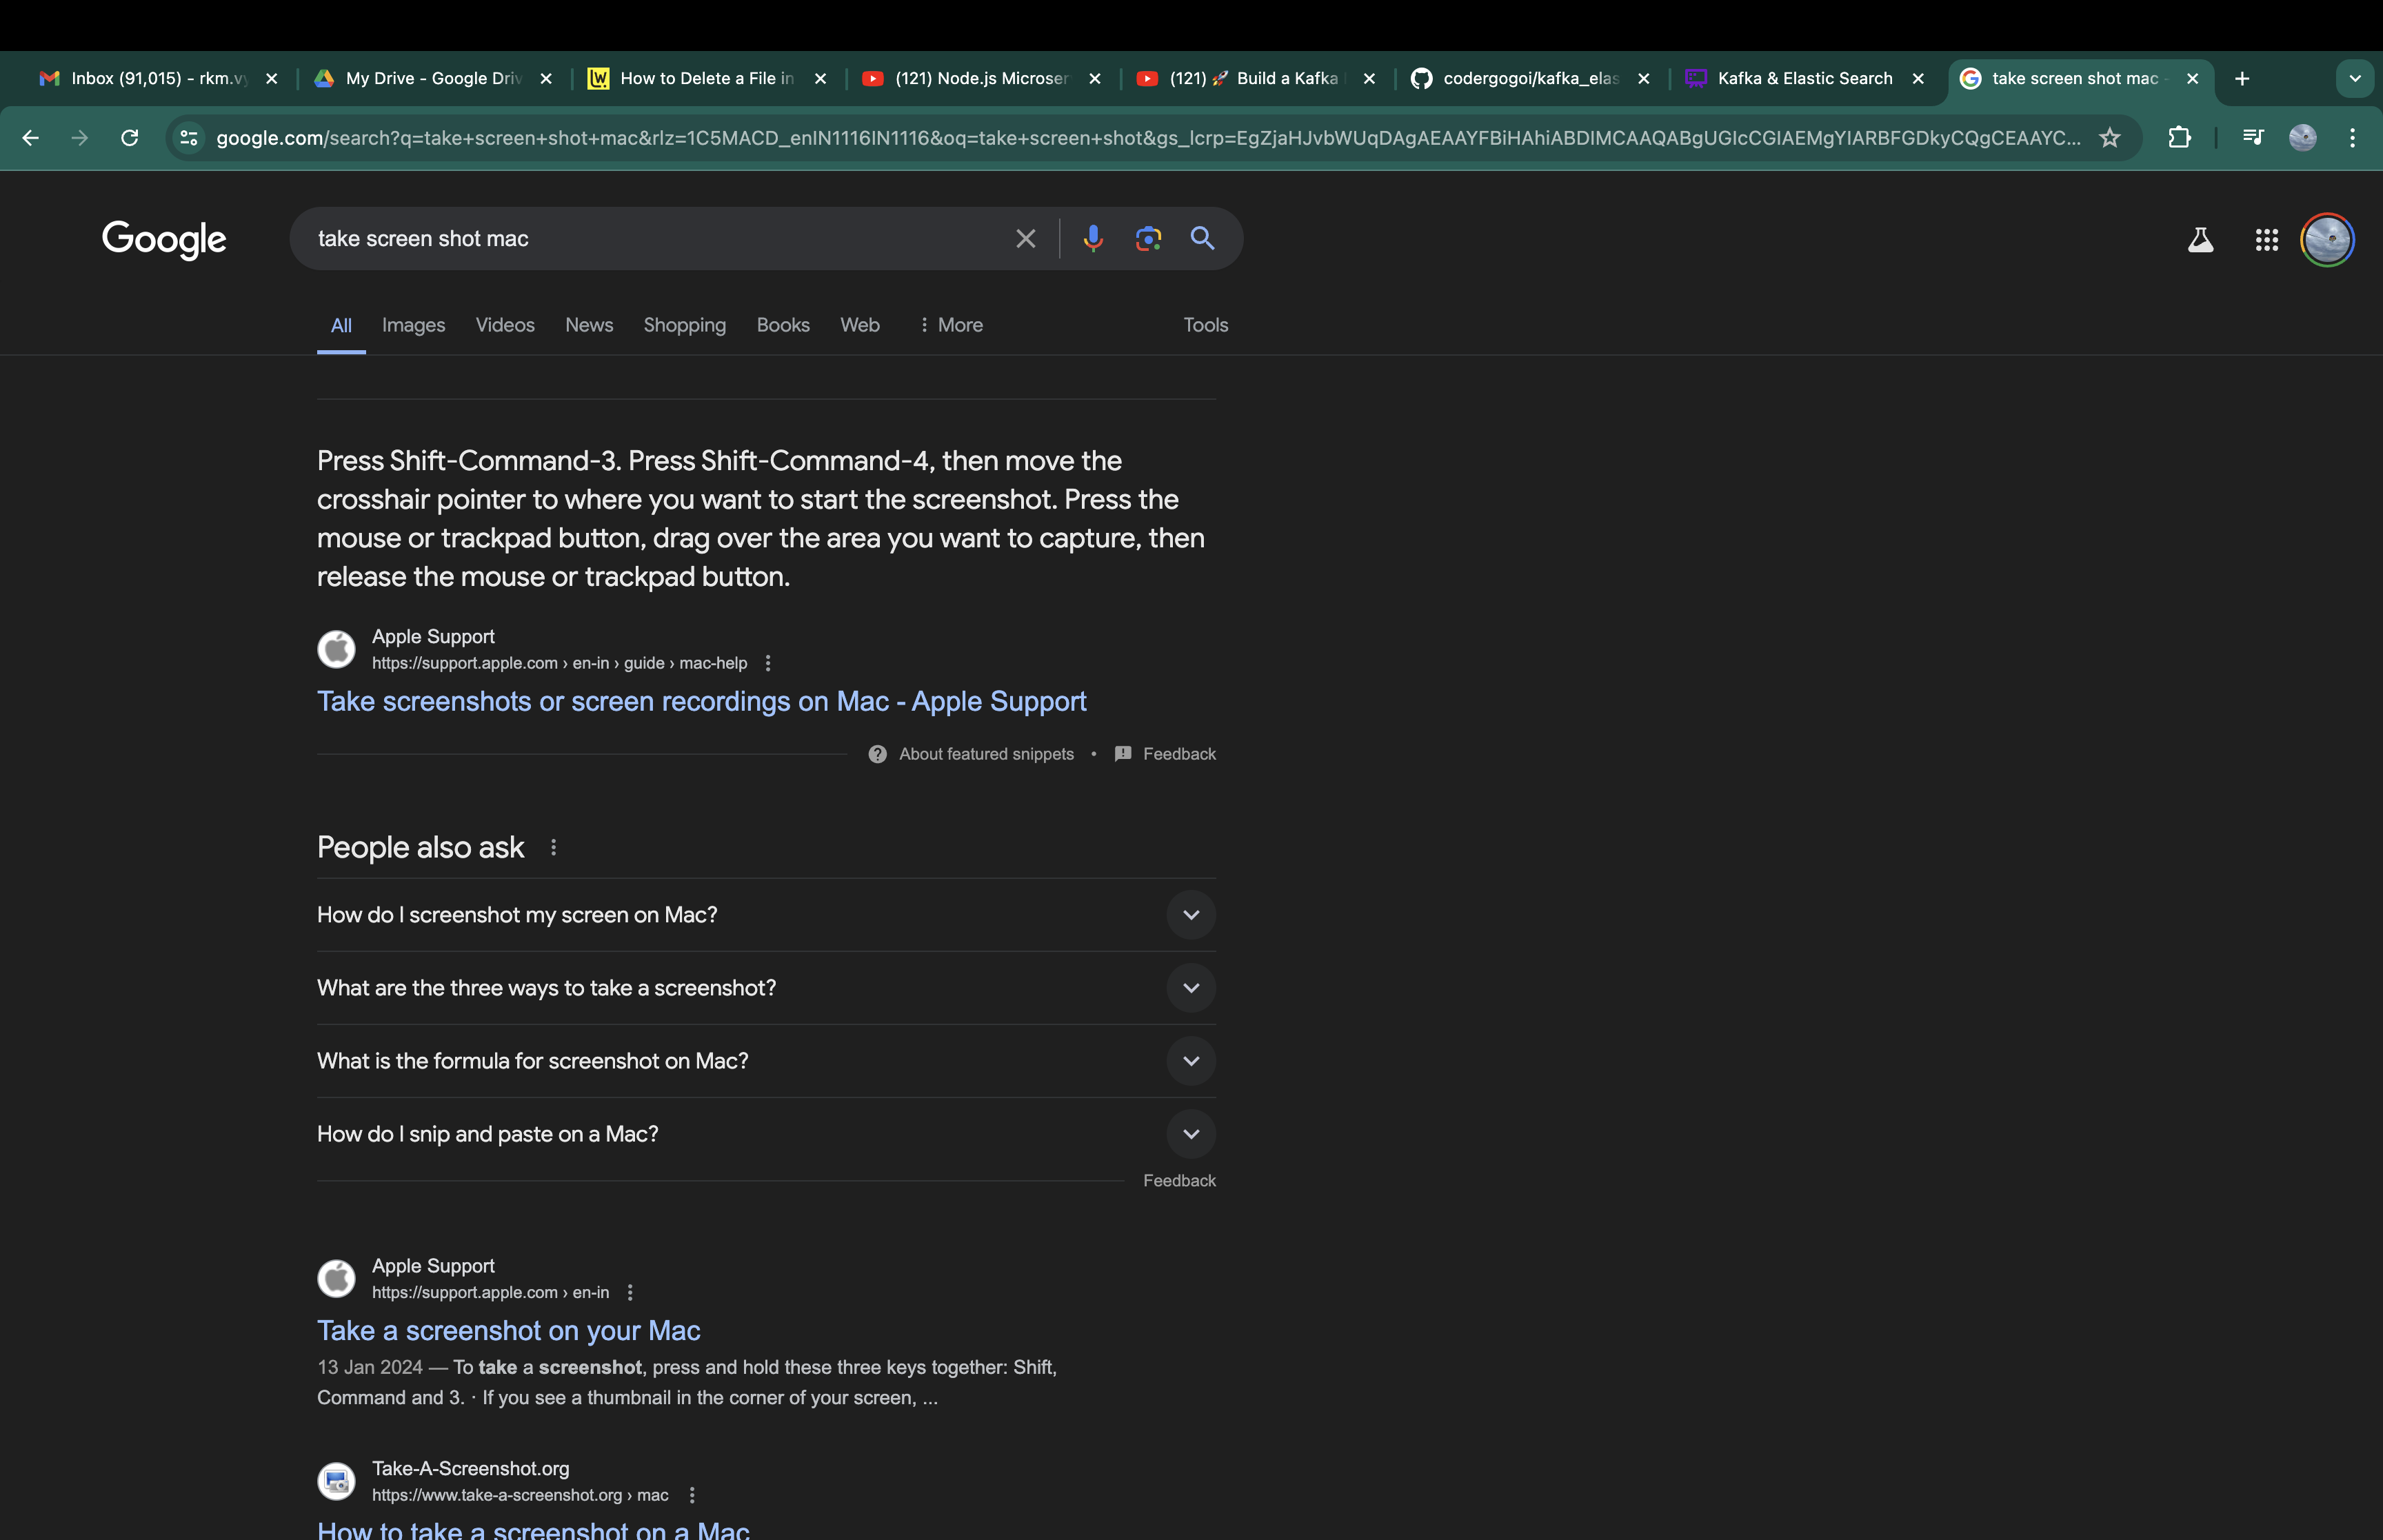 Inbox (91,015) - rkm.vy
My Drive - Google Driv
How to Delete a File in
(121) Node.js Microser
(121) 🚀 Build a Kafka
codergogoi/kafka_elas
Kafka & Elastic Search
take screen shot mac -
google.com/search?q=take+screen+shot+mac&rlz=1C5MACD_enIN1116IN1116&oq=take+screen+shot&gs_lcrp=EgZjaHJvbWUqDAgAEAAYFBiHAhiABDIMCAAQABgUGIcCGIAEMgYIARBFGDkyCQgCEAAYC...
Google
take screen shot mac
All
Images
Videos
News
Shopping
Books
Web
More
Tools
Press Shift-Command-3. Press Shift-Command-4, then move the
crosshair pointer to where you want to start the screenshot. Press the
mouse or trackpad button, drag over the area you want to capture, then
release the mouse or trackpad button.
Apple Support
https://support.apple.com › en-in › guide › mac-help
Take screenshots or screen recordings on Mac - Apple Support
About featured snippets • Feedback
People also ask
How do I screenshot my screen on Mac?
What are the three ways to take a screenshot?
What is the formula for screenshot on Mac?
How do I snip and paste on a Mac?
Feedback
Apple Support
https://support.apple.com › en-in
Take a screenshot on your Mac
13 Jan 2024 — To take a screenshot, press and hold these three keys together: Shift,
Command and 3. · If you see a thumbnail in the corner of your screen, ...
Take-A-Screenshot.org
https://www.take-a-screenshot.org › mac
How to take a screenshot on a Mac